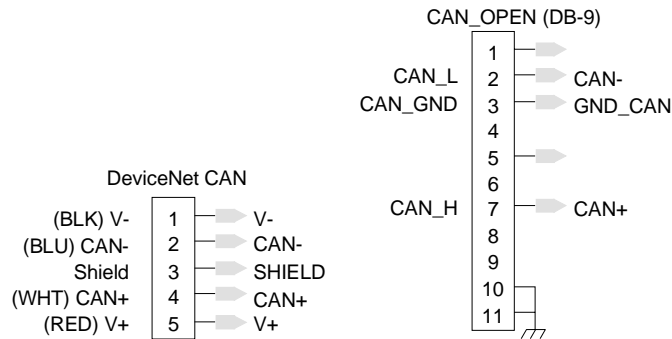 CAN_OPEN (DB-9)
1
CAN_L 2 CAN-
CAN_GND 3 GND_CAN
4
5
6
CAN_H 7 CAN+
8
9
10
11
DeviceNet CAN
(BLK) V- 1 V-
(BLU) CAN- 2 CAN-
Shield 3 SHIELD
(WHT) CAN+ 4 CAN+
(RED) V+ 5 V+